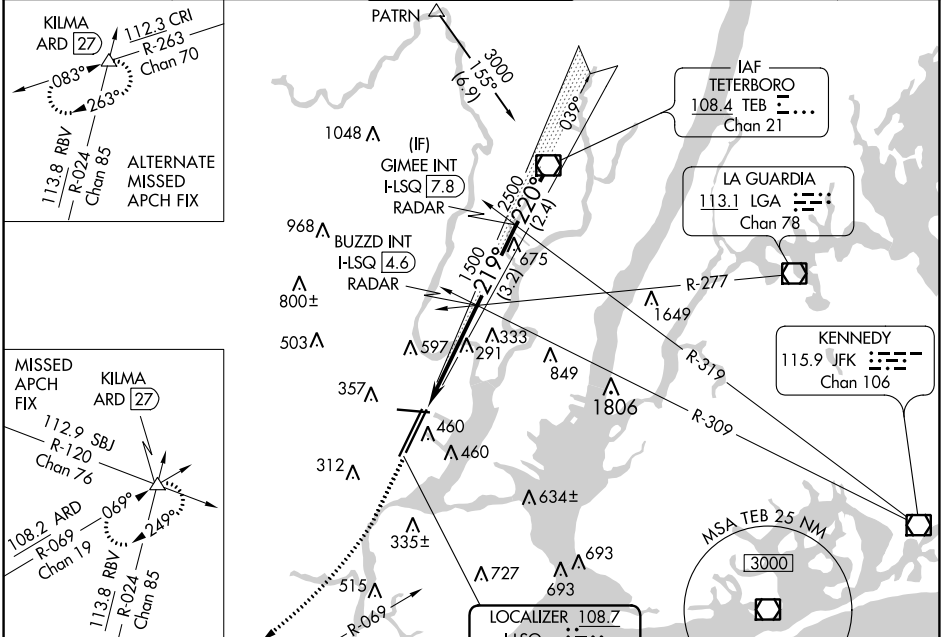 KILMA
ARD 27
112.3 CRI
R-263
Chan 70
083°
263°
113.8 RBV
R-024
Chan 85
ALTERNATE
MISSED
APCH FIX
PATRN
3000
155°
(6.9)
039°
IAF
TETERBORO
108.4 TEB
Chan 21
1048
(IF)
GIMEE INT
I-LSQ 7.8
RADAR
2500
220°
(2.4)
LA GUARDIA
113.1 LGA
Chan 78
968
BUZZD INT
I-LSQ 4.6
RADAR
1500
219°
(3.2)
675
R-277
800±
1649
503
597
291
333
849
R-319
KENNEDY
115.9 JFK
Chan 106
1806
R-309
357
460
460
312
634±
335±
MISSED
APCH
FIX
KILMA
ARD 27
112.9 SBJ
R-120
Chan 76
108.2 ARD
R-069
Chan 19
069°
249°
113.8 RBV
R-024
Chan 85
515
727
693
693
R-069
MSA TEB 25 NM
3000
LOCALIZER 108.7